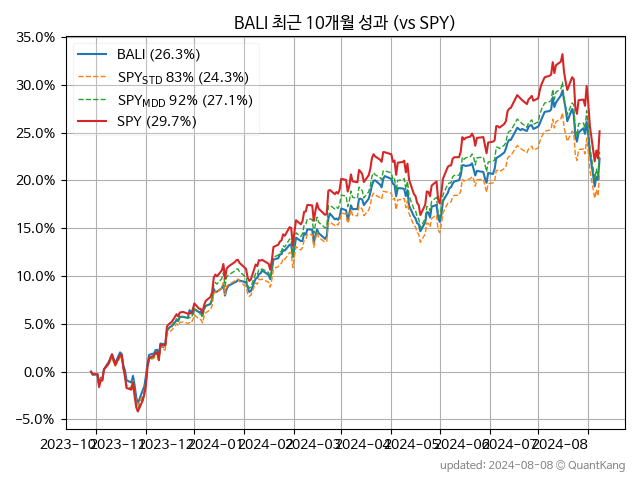 BALI 최근 10개월 성과 (vs SPY)
35.0%
30.0%
25.0%
20.0%
15.0%
10.0%
5.0%
0.0%
−5.0%
BALI (26.3%)
SPYSTD 83% (24.3%)
SPYMDD 92% (27.1%)
SPY (29.7%)
2023-10 2023-11 2023-12 2024-01 2024-02 2024-03 2024-04 2024-05 2024-06 2024-07 2024-08
updated: 2024-08-08 © QuantKang